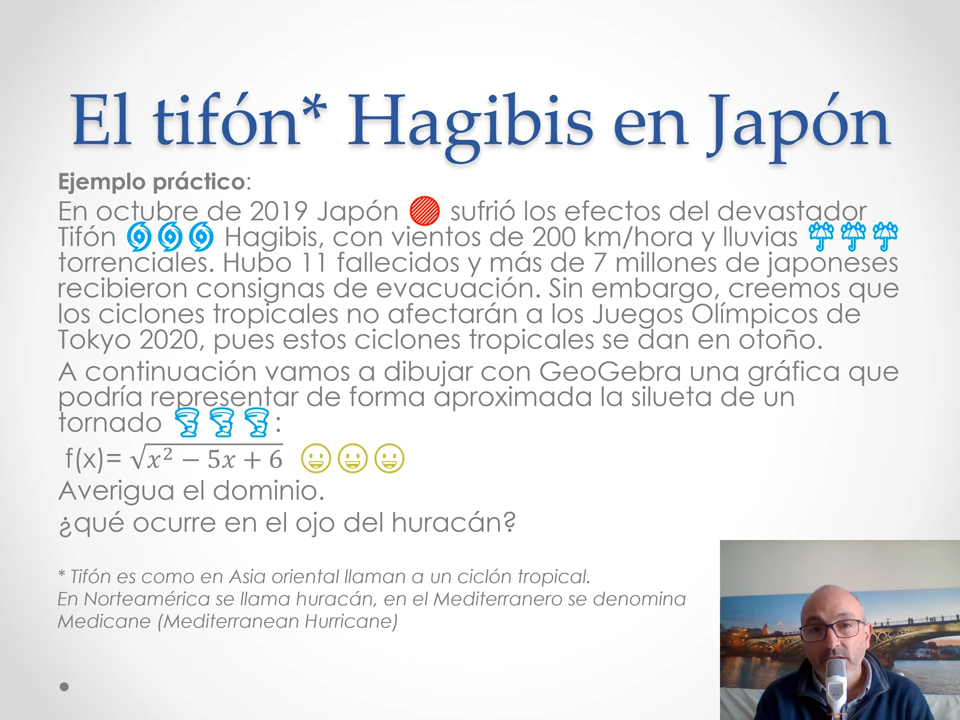 El tifón* Hagibis en Japón
Ejemplo práctico:
En octubre de 2019 Japón sufrió los efectos del devastador
Tifón Hagibis, con vientos de 200 km/hora y lluvias
torrenciales. Hubo 11 fallecidos y más de 7 millones de japoneses
recibieron consignas de evacuación. Sin embargo, creemos que
los ciclones tropicales no afectarán a los Juegos Olímpicos de
Tokyo 2020, pues estos ciclones tropicales se dan en otoño.
A continuación vamos a dibujar con GeoGebra una gráfica que
podría representar de forma aproximada la silueta de un
tornado :
f(x)= √x² − 5x + 6
Averigua el dominio.
¿qué ocurre en el ojo del huracán?
* Tifón es como en Asia oriental llaman a un ciclón tropical.
En Norteamérica se llama huracán, en el Mediterranero se denomina
Medicane (Mediterranean Hurricane)